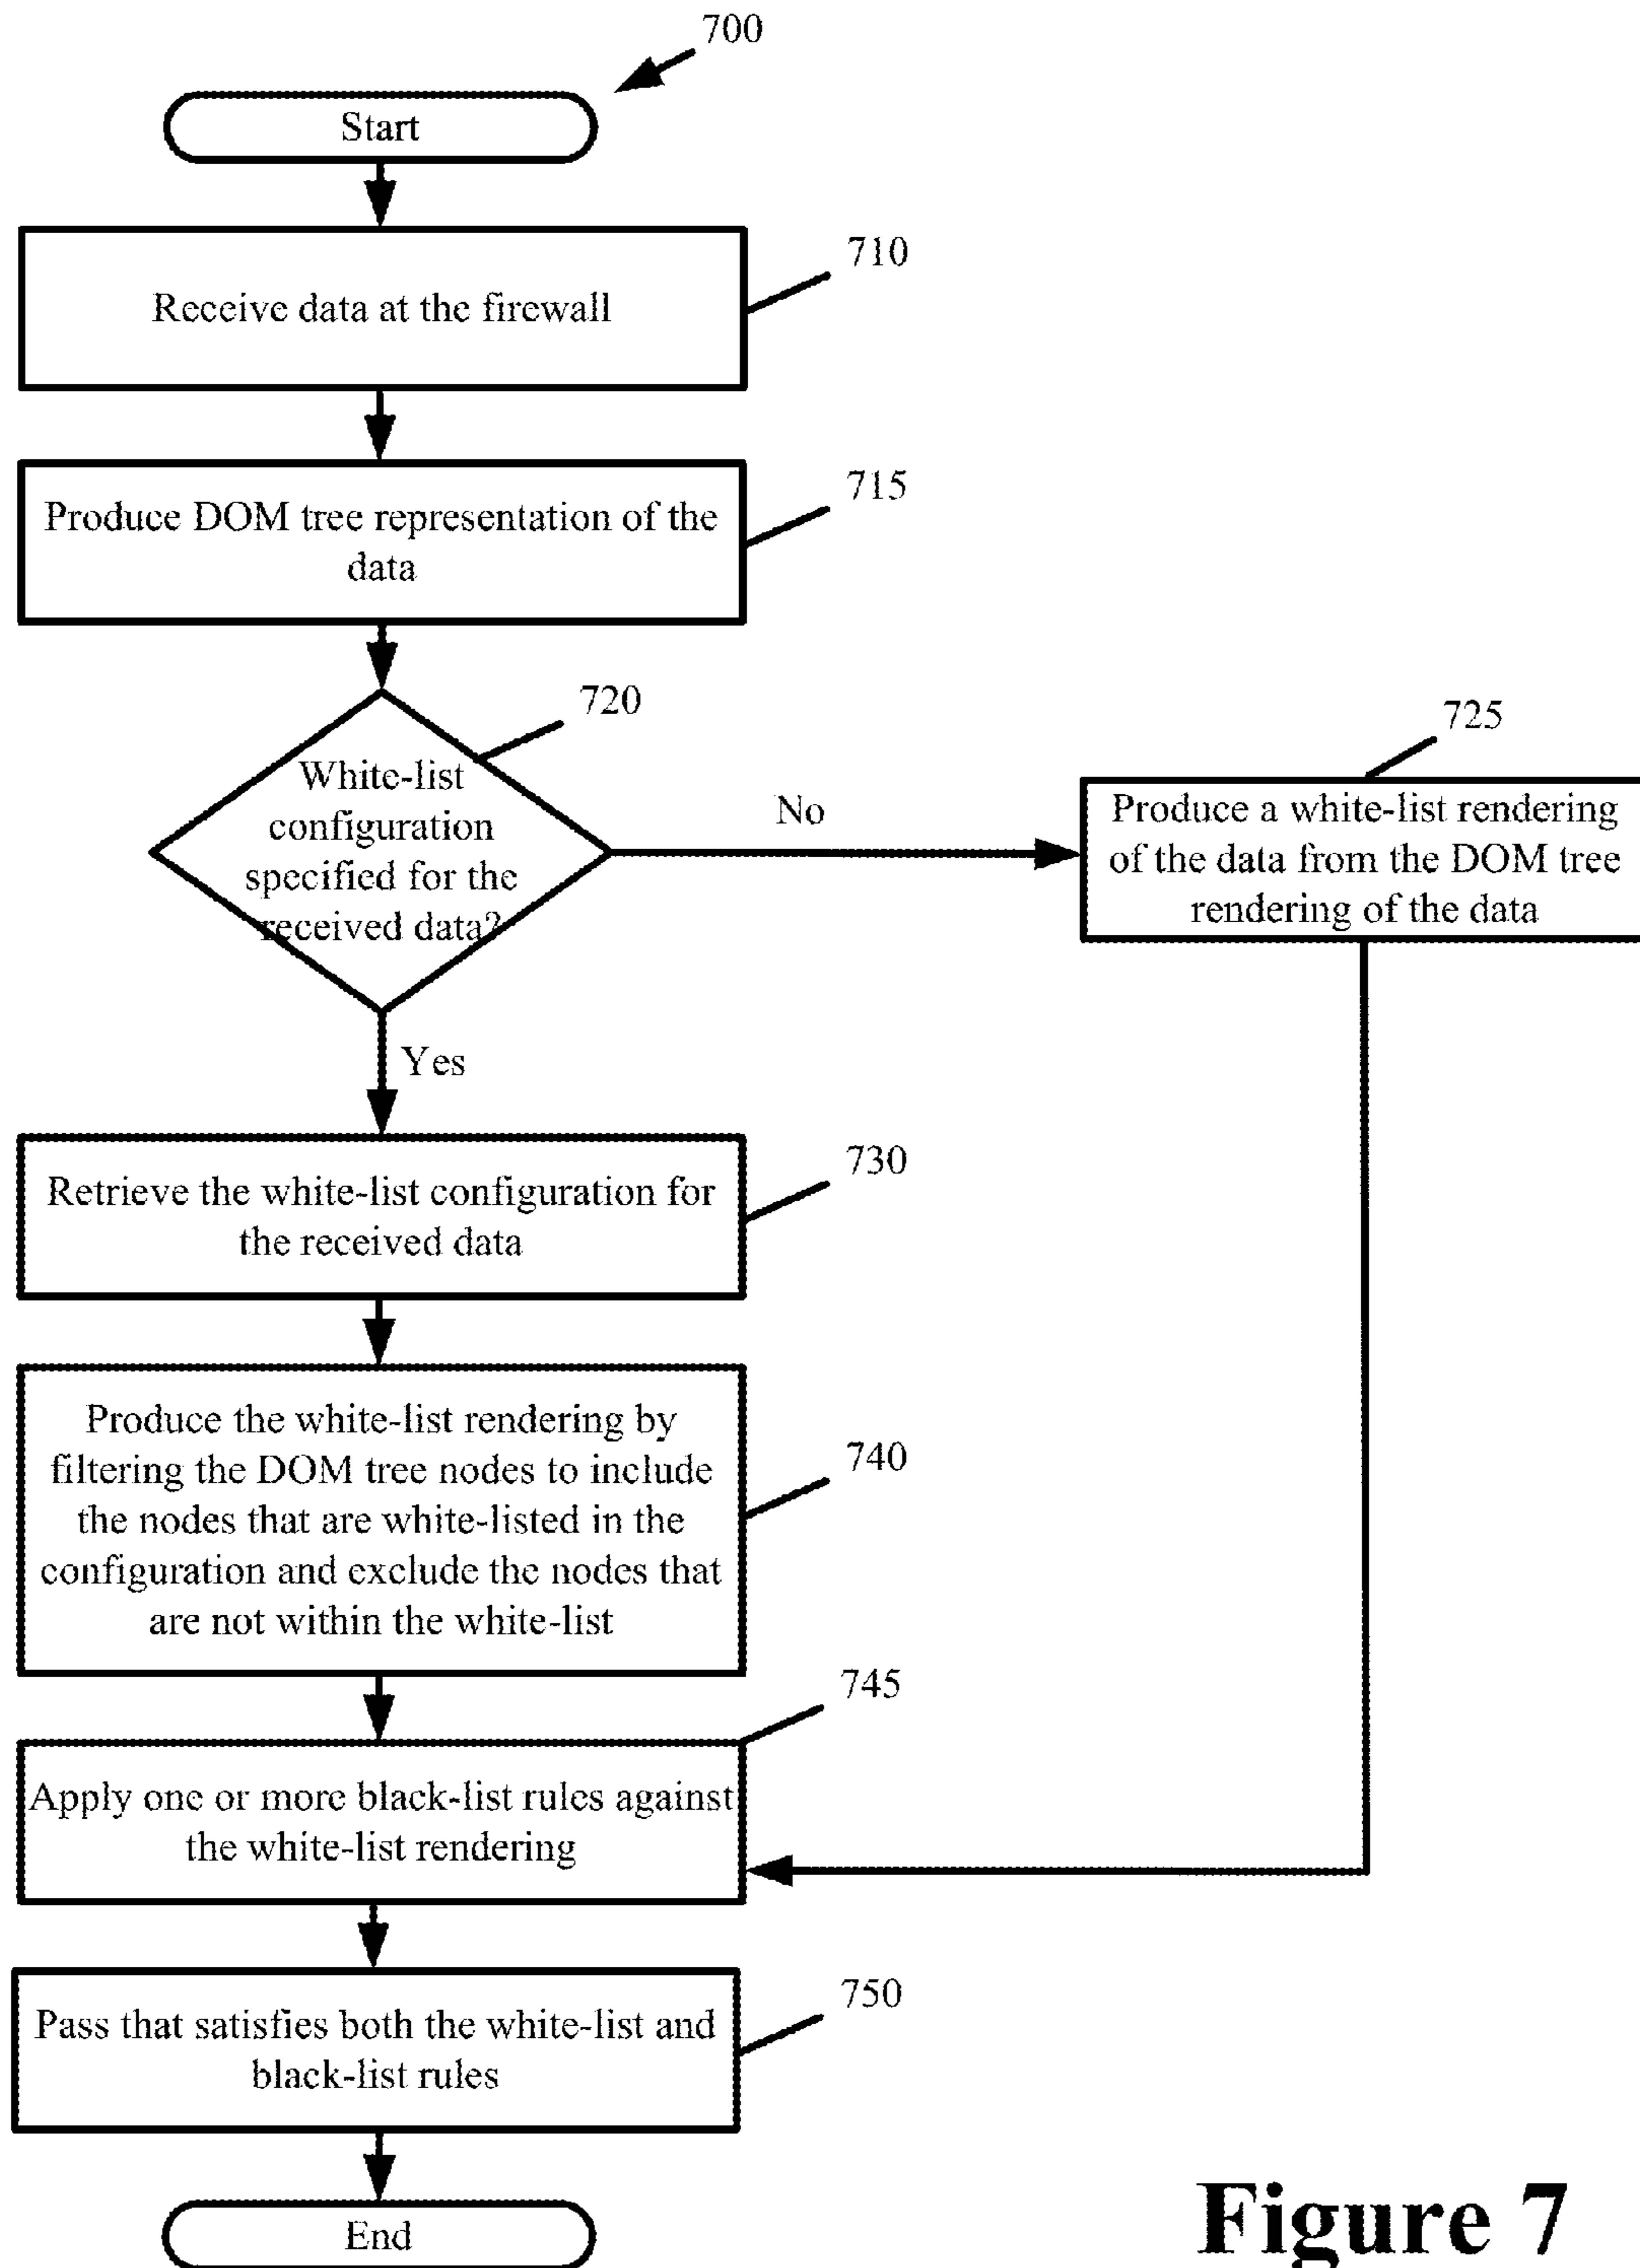 700
Start
710
Receive data at the firewall
715
Produce DOM tree representation of the
data
720
White-list
configuration
specified for the
received data?
No
725
Produce a white-list rendering
of the data from the DOM tree
rendering of the data
Yes
730
Retrieve the white-list configuration for
the received data
740
Produce the white-list rendering by
filtering the DOM tree nodes to include
the nodes that are white-listed in the
configuration and exclude the nodes that
are not within the white-list
745
Apply one or more black-list rules against
the white-list rendering
750
Pass that satisfies both the white-list and
black-list rules
End
Figure 7